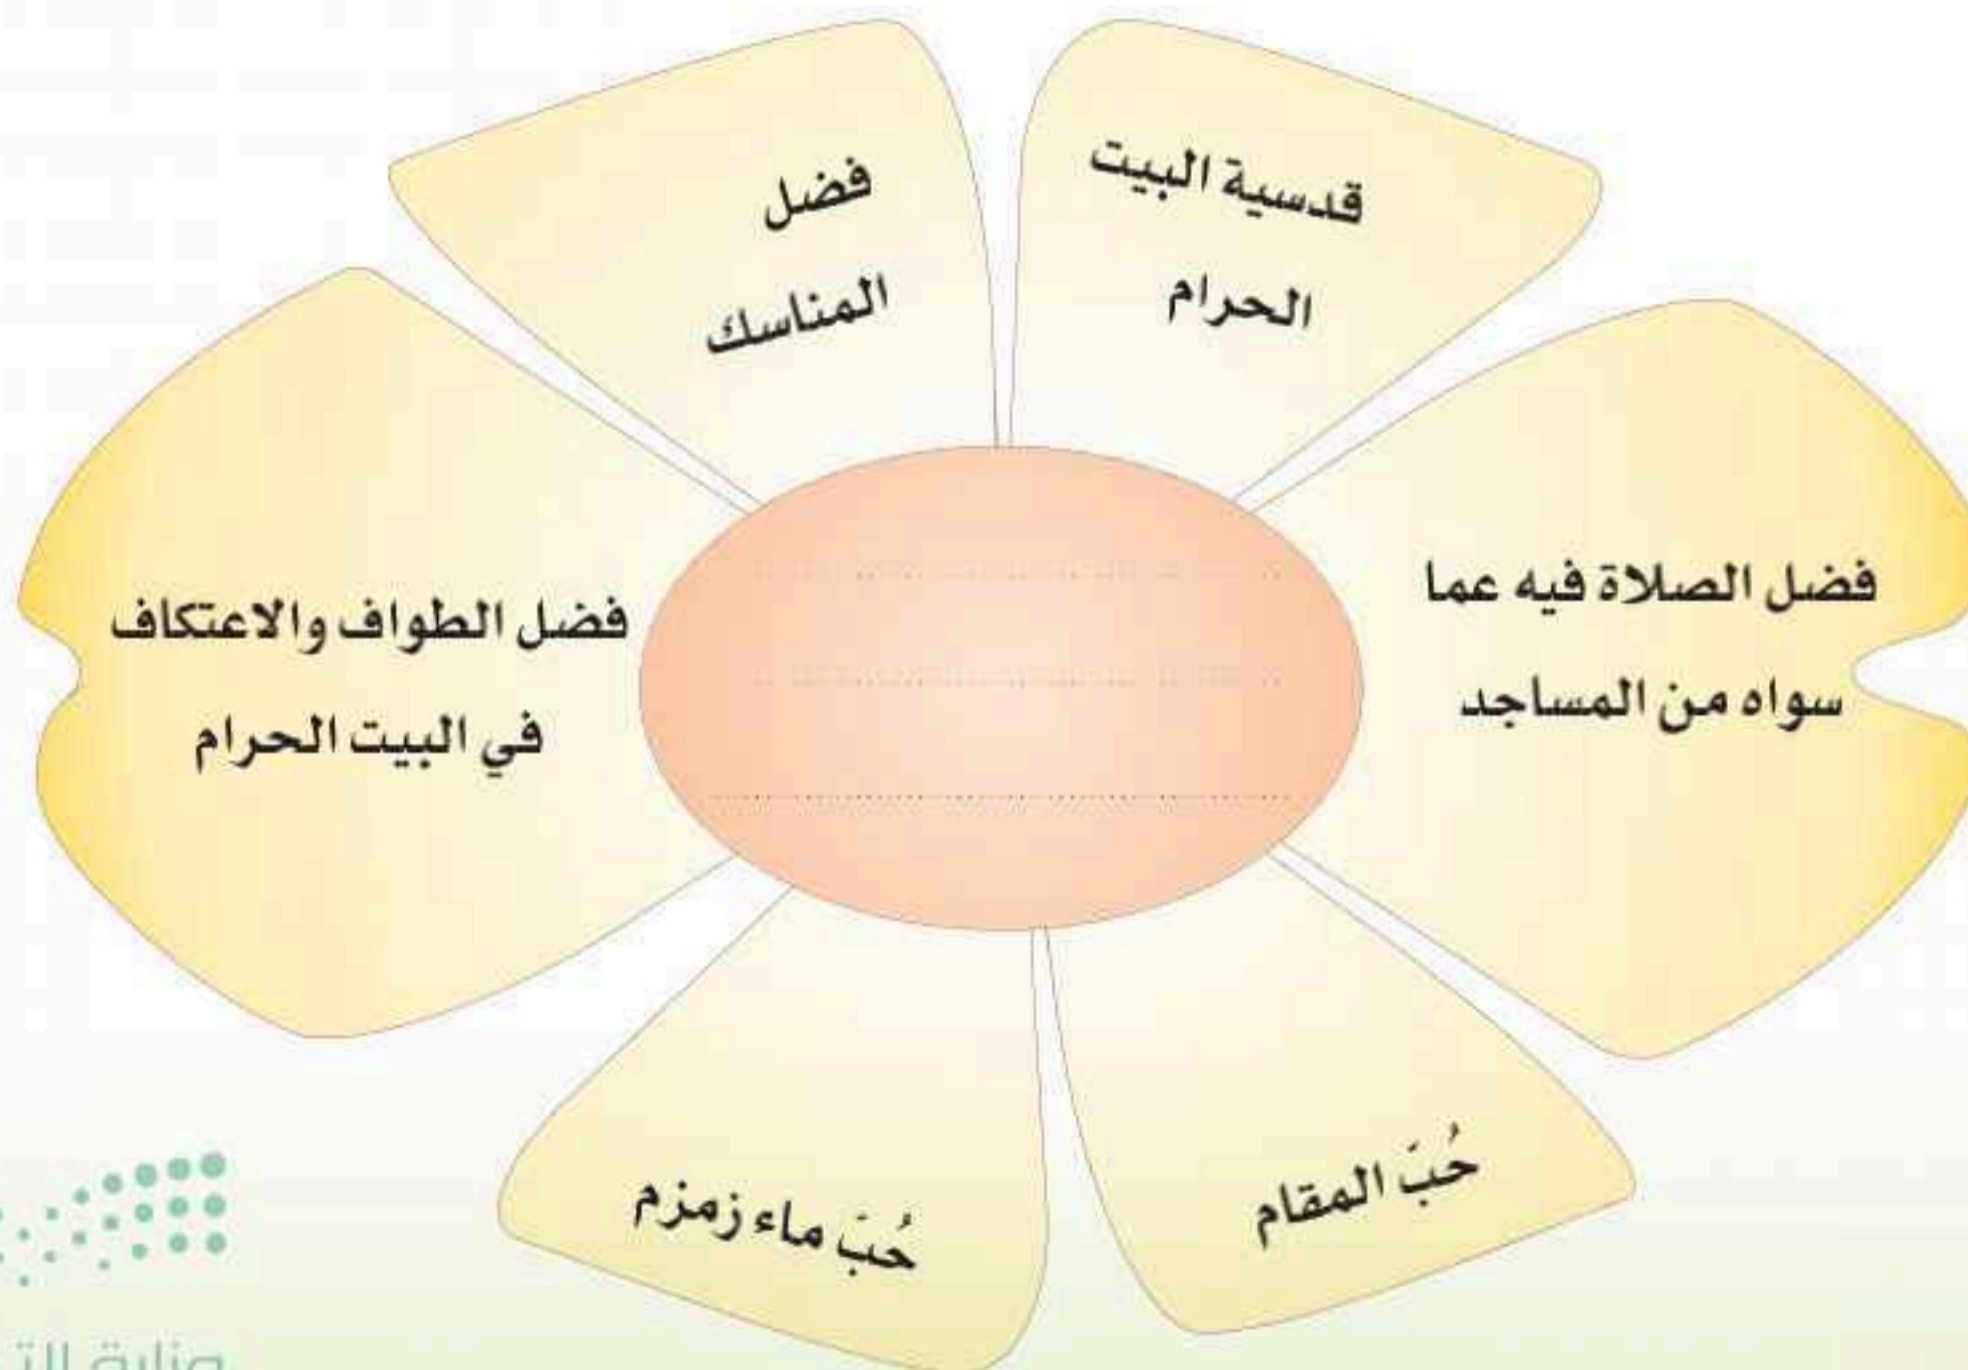 قدسية البيت
الحرام
فضل
المناسك
فضل الصلاة فيه عما
سواه من المساجد
فضل الطواف والاعتكاف
في البيت الحرام
حُبَ المقام
حُبَ ماء زمزم
وزارة